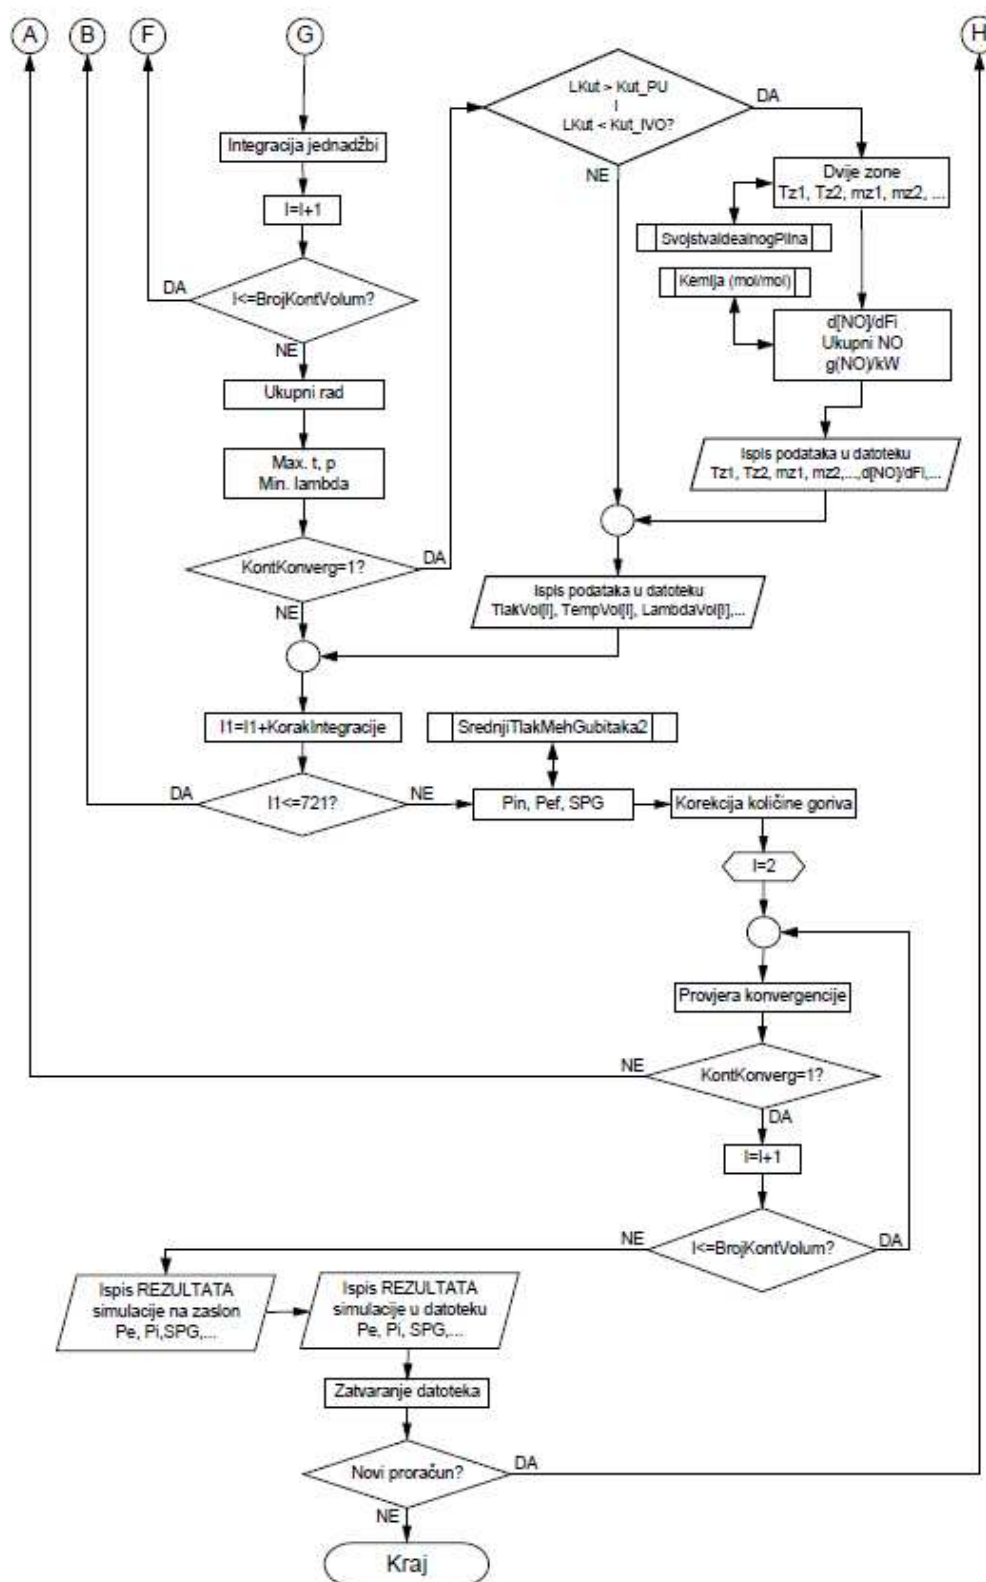 A
B
F
G
H
Integracija jednadžbi
I=I+1
I<=BrojKontVolum?
DA
NE
Ukupni rad
Max. t, p
Min. lambda
KontKonverg=1?
DA
NE
LKut > Kut_PU
I
LKut < Kut_IVO?
DA
NE
Dvije zone
Tz1, Tz2, mz1, mz2, ...
SvojstvaIdealnogPlina
Kemija (mol/mol)
d[NO]/dFi
Ukupni NO
g(NO)/kW
Ispis podataka u datoteku
Tz1, Tz2, mz1, mz2,...,d[NO]/dFi,...
Ispis podataka u datoteku
TlakVol[I], TempVol[I], LambdaVol[I],...
I1=I1+KorakIntegracije
I1<=721?
DA
NE
SrednjiTlakMehGubitaka2
Pin, Pef, SPG
Korekcija količine goriva
I=2
Provjera konvergencije
KontKonverg=1?
NE
DA
I=I+1
I<=BrojKontVolum?
NE
DA
Ispis REZULTATA
simulacije na zaslon
Pe, Pi,SPG,...
Ispis REZULTATA
simulacije u datoteku
Pe, Pi, SPG,...
Zatvaranje datoteka
Novi proračun?
DA
NE
Kraj